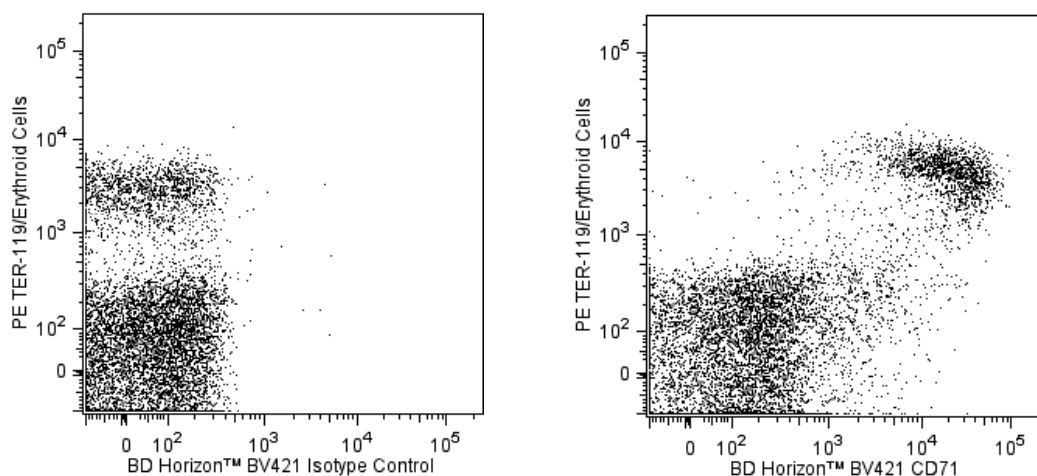 10^5
10^4
10^3
10^2
0
PE TER-119/Erythroid Cells
0 10^2 10^3 10^4 10^5
BD Horizon™ BV421 Isotype Control
10^5
10^4
10^3
10^2
0
PE TER-119/Erythroid Cells
0 10^2 10^3 10^4 10^5
BD Horizon™ BV421 CD71